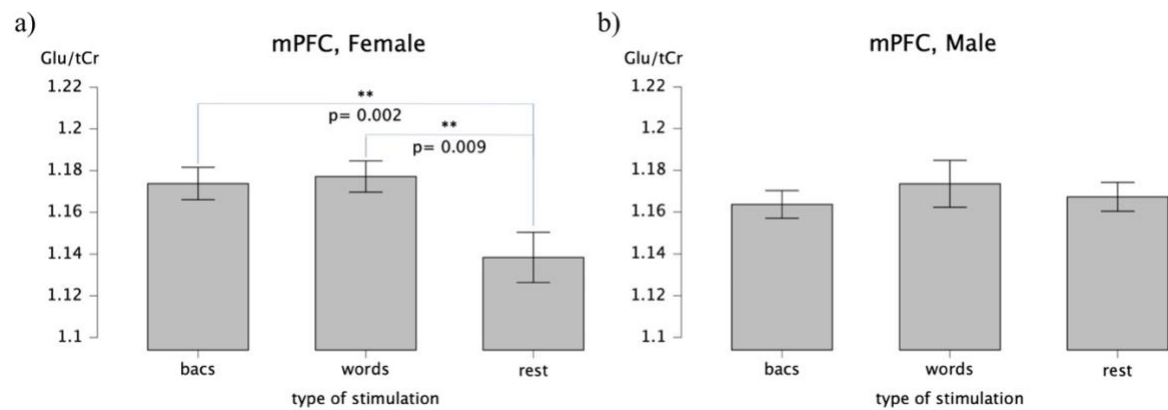 a)
mPFC, Female
Glu/tCr
1.22
1.2
1.18
1.16
1.14
1.12
1.1
**
p= 0.002
**
p= 0.009
bacs words rest
type of stimulation
b)
mPFC, Male
Glu/tCr
1.22
1.2
1.18
1.16
1.14
1.12
1.1
bacs words rest
type of stimulation